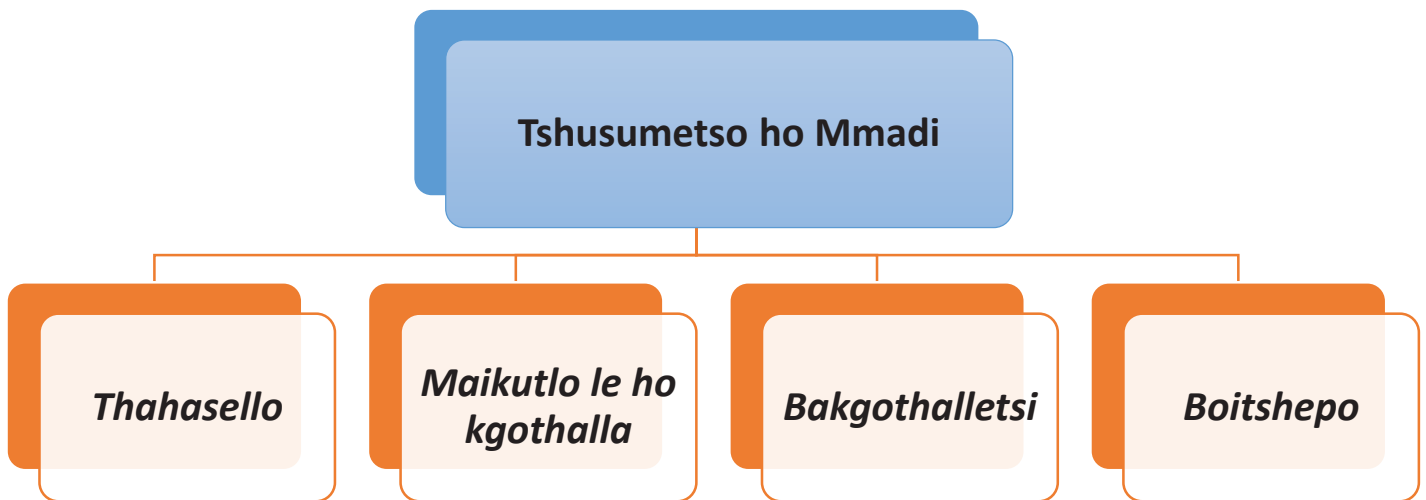 Tshusumetso ho Mmadi
Thahasello
Maikutlo le ho
kgothalla
Bakgothalletsi
Boitshepo